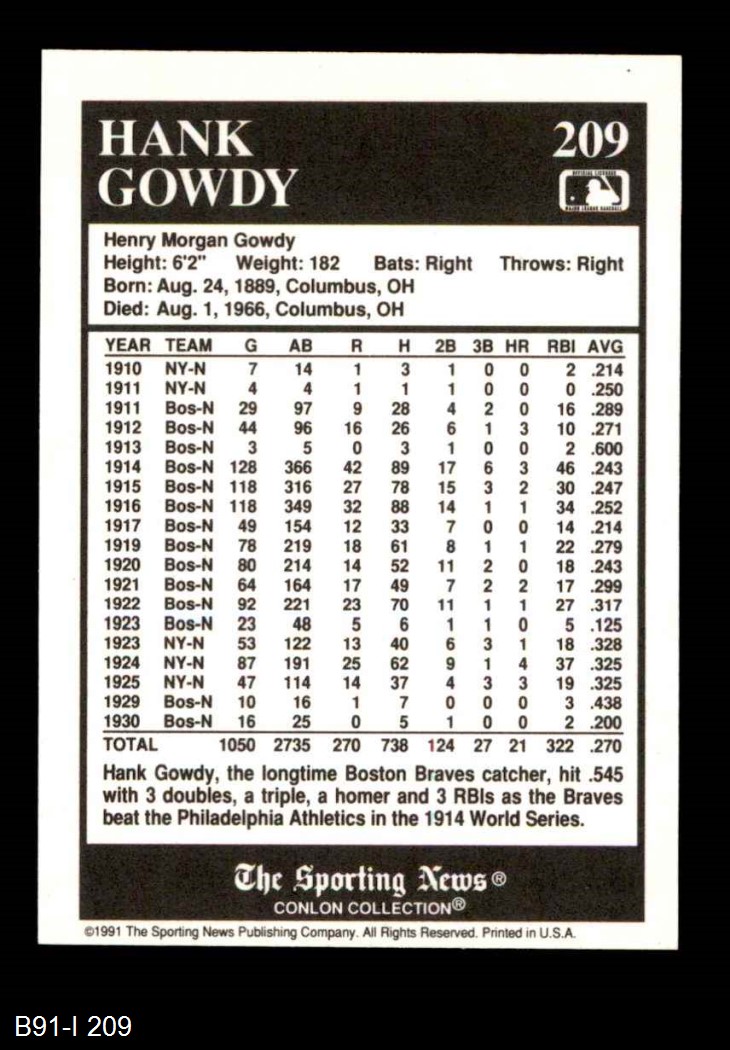 HANK
GOWDY
209
OFFICIAL LICENSEE
MAJOR LEAGUE BASEBALL
Henry Morgan Gowdy
Height: 6'2" Weight: 182 Bats: Right Throws: Right
Born: Aug. 24, 1889, Columbus, OH
Died: Aug. 1, 1966, Columbus, OH
YEAR TEAM G AB R H 2B 3B HR RBI AVG
1910 NY-N 7 14 1 3 1 0 0 2 .214
1911 NY-N 4 4 1 1 1 0 0 0 .250
1911 Bos-N 29 97 9 28 4 2 0 16 .289
1912 Bos-N 44 96 16 26 6 1 3 10 .271
1913 Bos-N 3 5 0 3 1 0 0 2 .600
1914 Bos-N 128 366 42 89 17 6 3 46 .243
1915 Bos-N 118 316 27 78 15 3 2 30 .247
1916 Bos-N 118 349 32 88 14 1 1 34 .252
1917 Bos-N 49 154 12 33 7 0 0 14 .214
1919 Bos-N 78 219 18 61 8 1 1 22 .279
1920 Bos-N 80 214 14 52 11 2 0 18 .243
1921 Bos-N 64 164 17 49 7 2 2 17 .299
1922 Bos-N 92 221 23 70 11 1 1 27 .317
1923 Bos-N 23 48 5 6 1 1 0 5 .125
1923 NY-N 53 122 13 40 6 3 1 18 .328
1924 NY-N 87 191 25 62 9 1 4 37 .325
1925 NY-N 47 114 14 37 4 3 3 19 .325
1929 Bos-N 10 16 1 7 0 0 0 3 .438
1930 Bos-N 16 25 0 5 1 0 0 2 .200
TOTAL 1050 2735 270 738 124 27 21 322 .270
Hank Gowdy, the longtime Boston Braves catcher, hit .545
with 3 doubles, a triple, a homer and 3 RBIs as the Braves
beat the Philadelphia Athletics in the 1914 World Series.
The Sporting News®
CONLON COLLECTION®
©1991 The Sporting News Publishing Company. All Rights Reserved. Printed in U.S.A.
B91-I 209